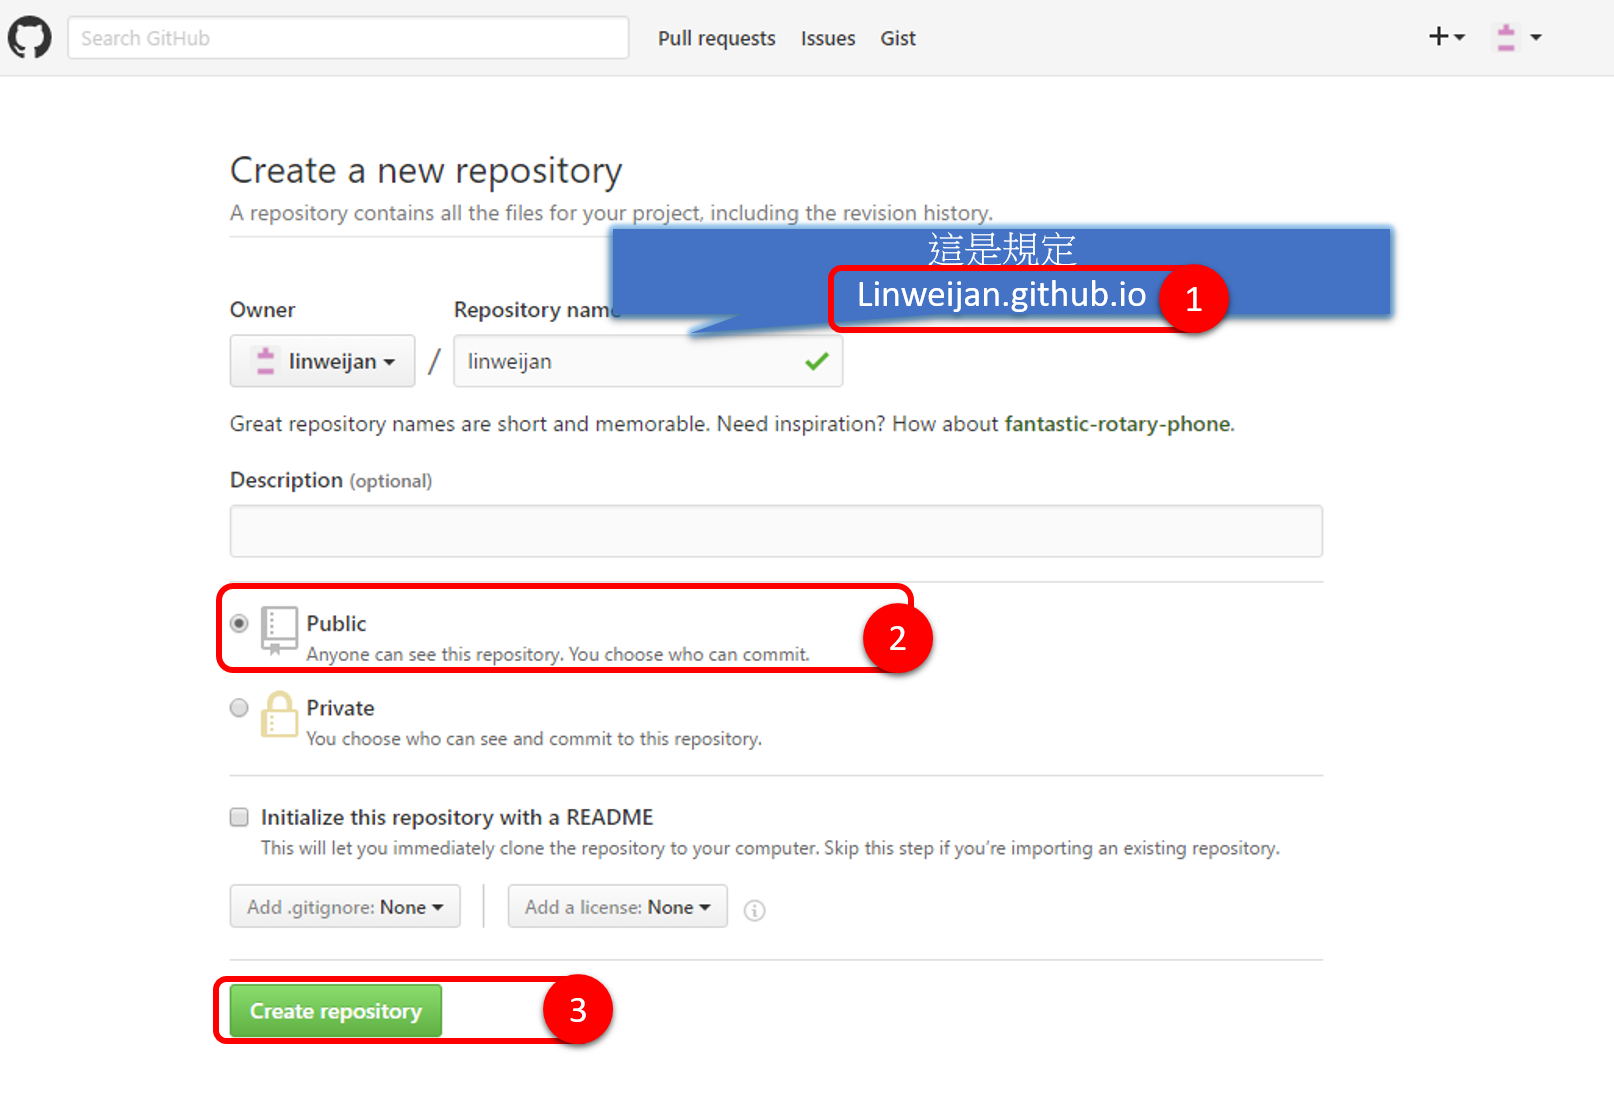 Search GitHub
Pull requests Issues Gist
Create a new repository
A repository contains all the files for your project, including the revision history.
這是規定
Linweijan.github.io 1
Owner Repository name
linweijan / linweijan
Great repository names are short and memorable. Need inspiration? How about fantastic-rotary-phone.
Description (optional)
Public
Anyone can see this repository. You choose who can commit.
2
Private
You choose who can see and commit to this repository.
Initialize this repository with a README
This will let you immediately clone the repository to your computer. Skip this step if you’re importing an existing repository.
Add .gitignore: None Add a license: None
Create repository 3